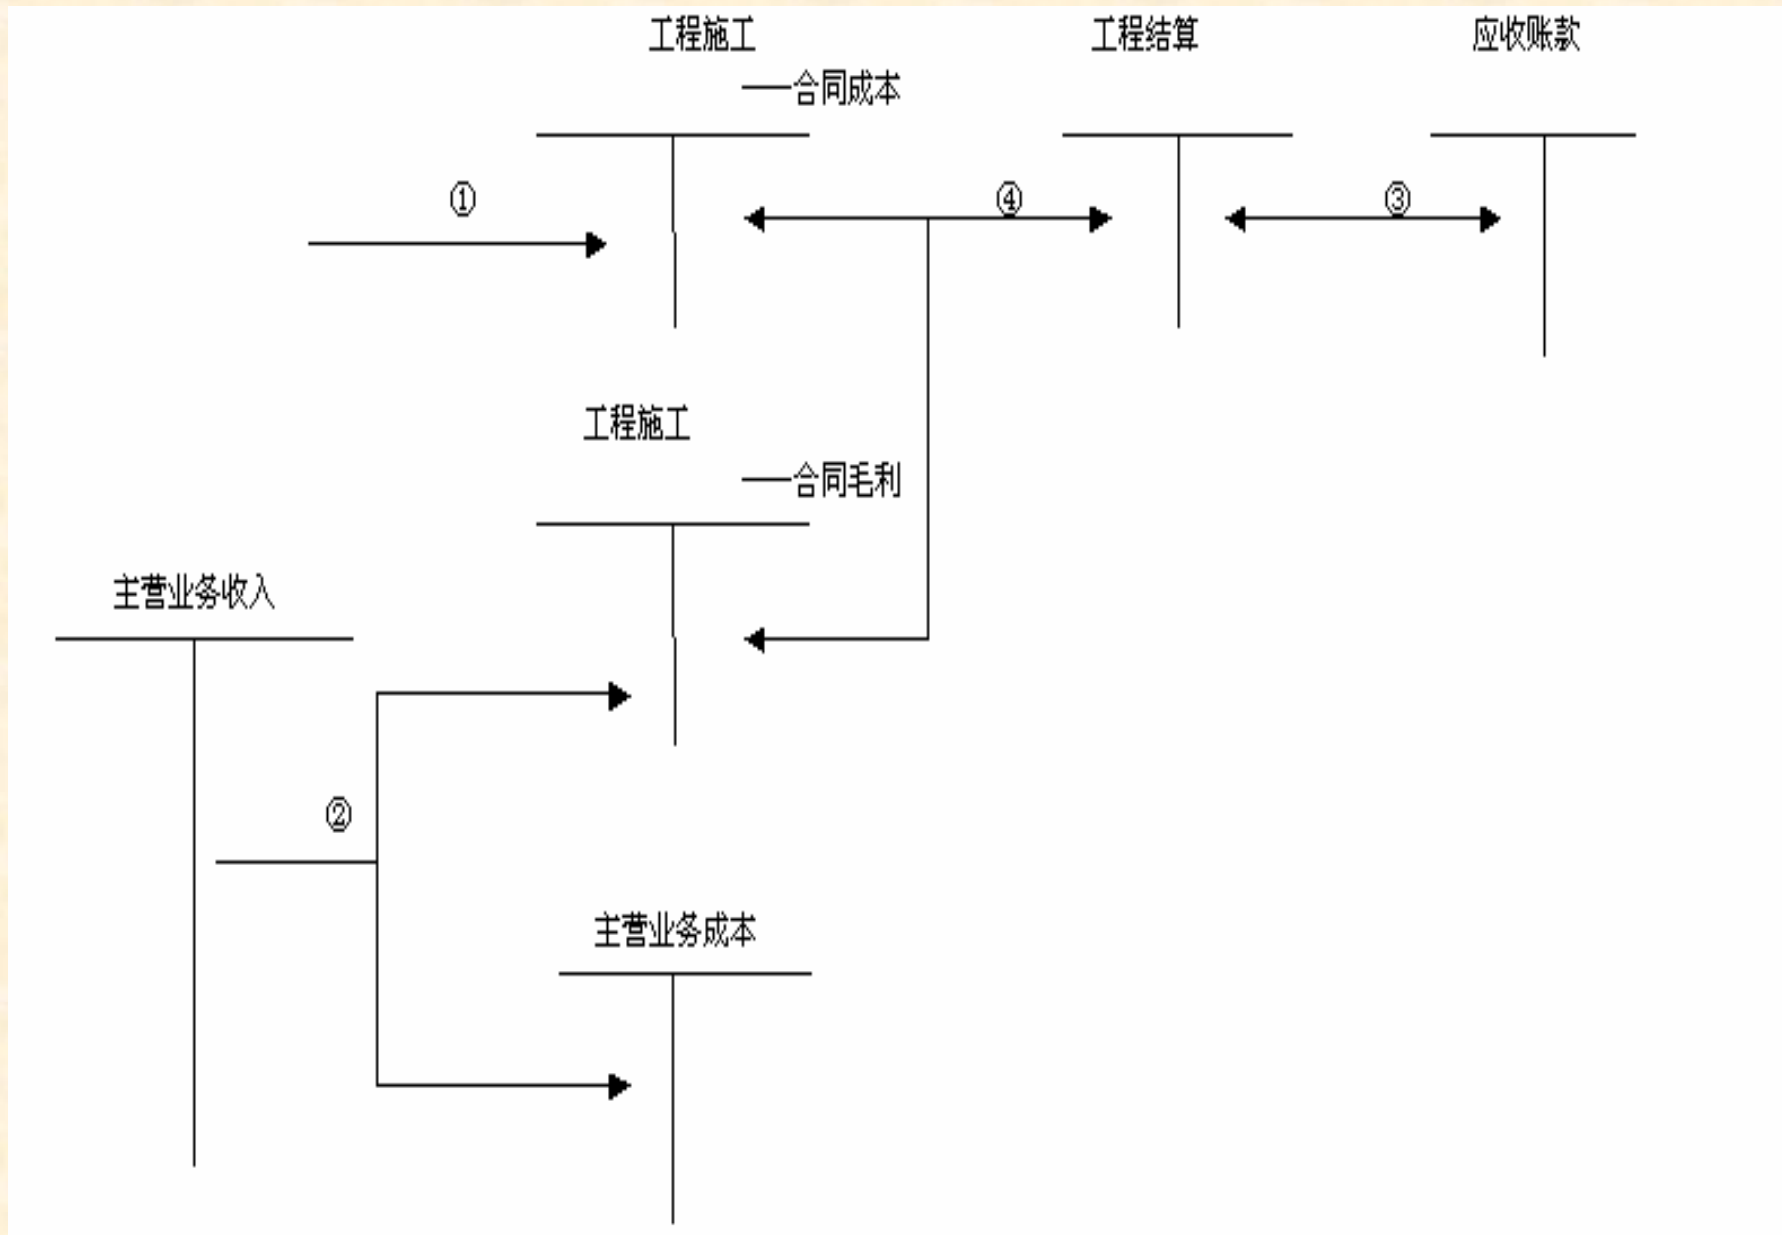 工程施工
——合同成本
工程结算
应收账款
①
④
③
工程施工
——合同毛利
主营业务收入
②
主营业务成本